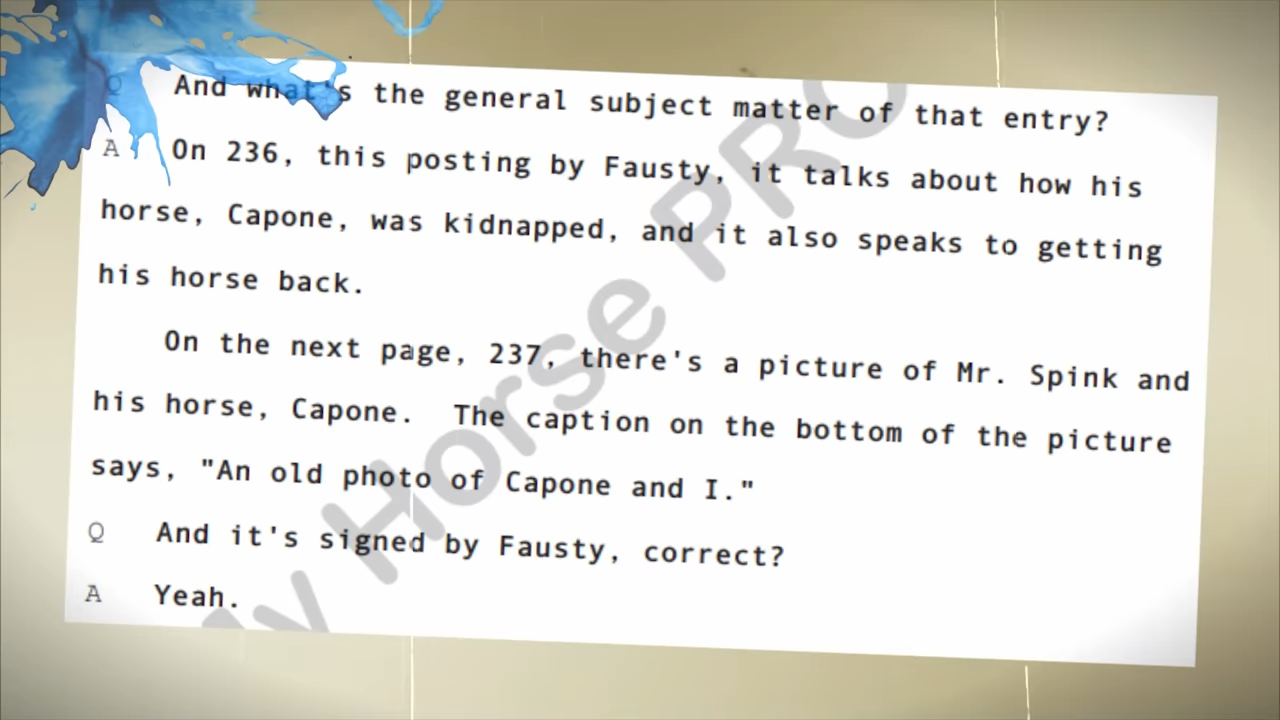 Q And what's the general subject matter of that entry?
A On 236, this posting by Fausty, it talks about how his
horse, Capone, was kidnapped, and it also speaks to getting
his horse back.
On the next page, 237, there's a picture of Mr. Spink and
his horse, Capone. The caption on the bottom of the picture
says, "An old photo of Capone and I."
Q And it's signed by Fausty, correct?
A Yeah.
My Horse PRO